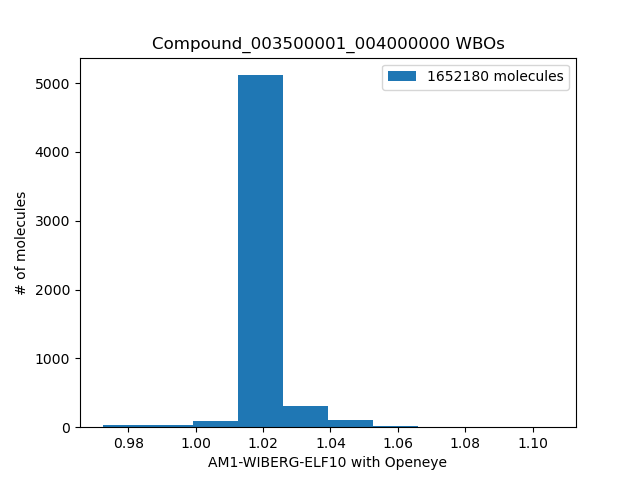 Compound_003500001_004000000 WBOs
1652180 molecules
# of molecules
5000
4000
3000
2000
1000
0
0.98 1.00 1.02 1.04 1.06 1.08 1.10
AM1-WIBERG-ELF10 with Openeye